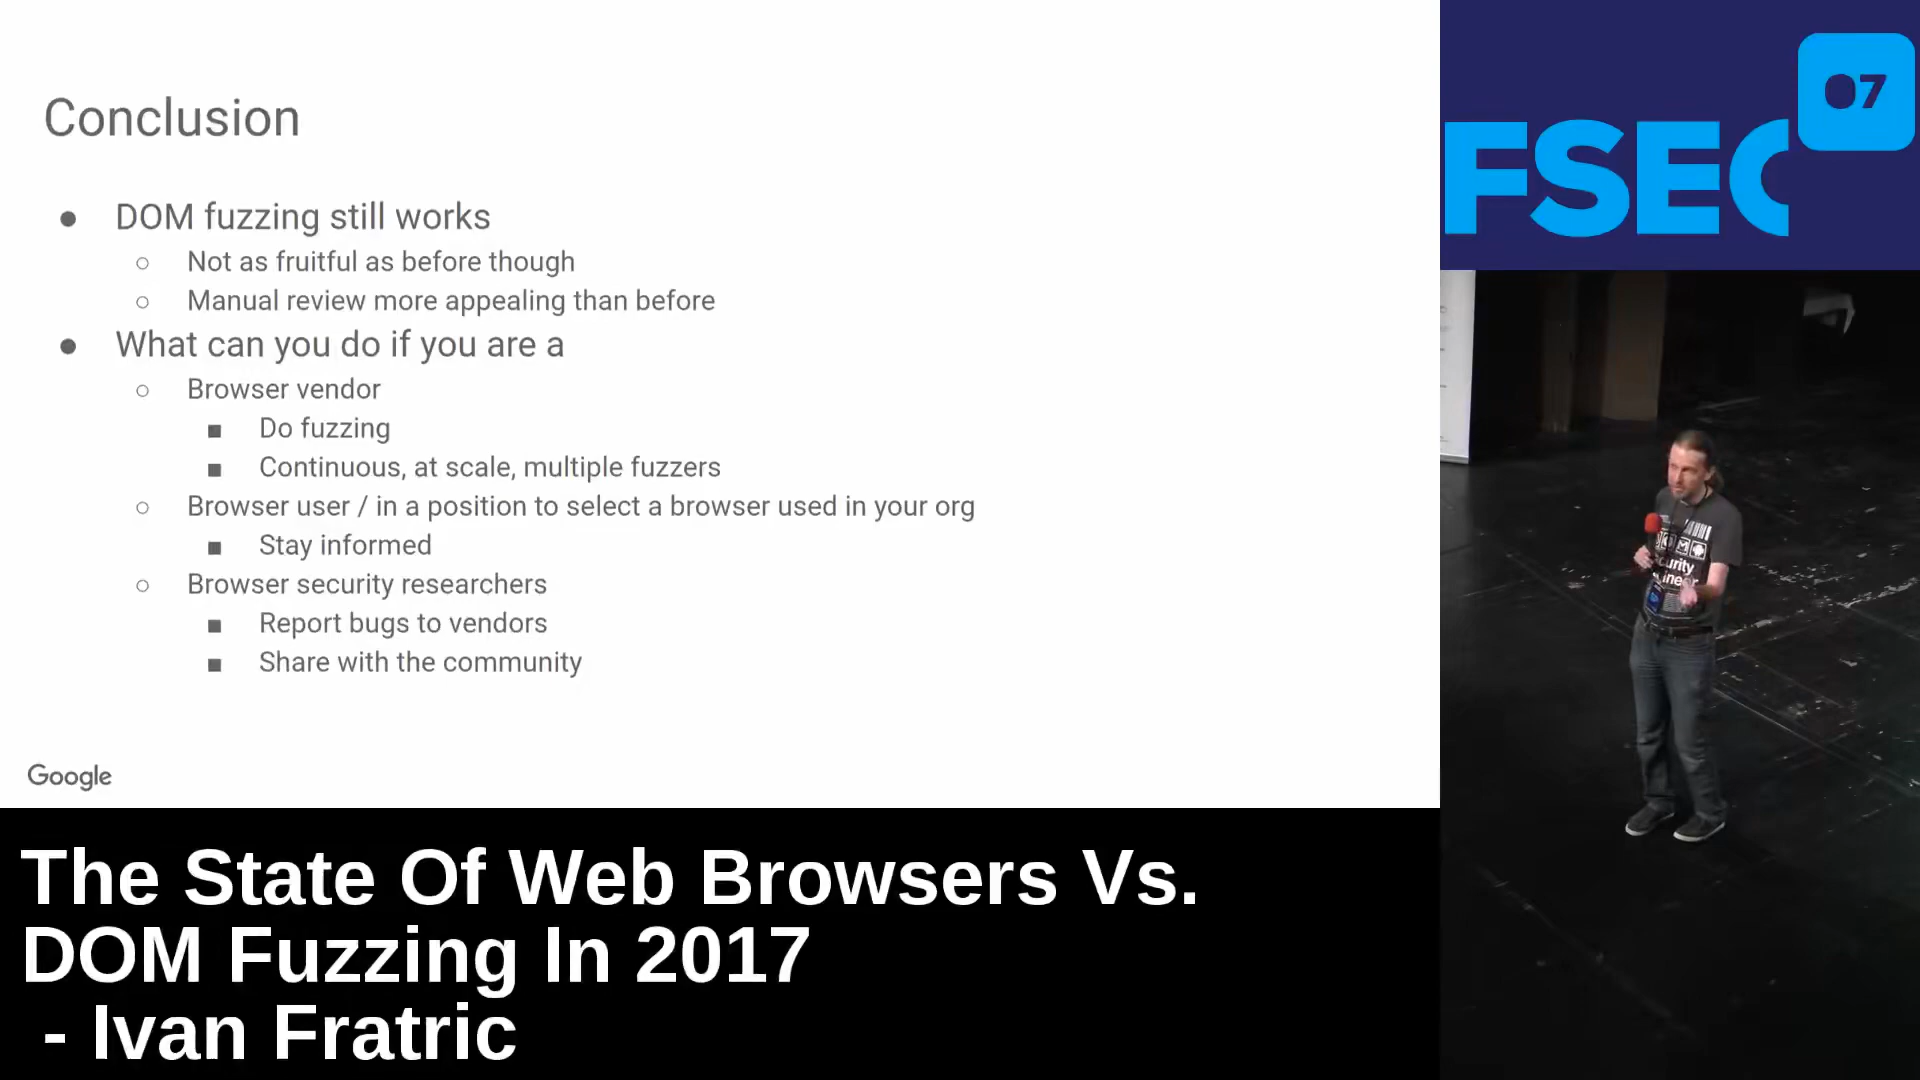 Conclusion
● DOM fuzzing still works
○ Not as fruitful as before though
○ Manual review more appealing than before
● What can you do if you are a
○ Browser vendor
■ Do fuzzing
■ Continuous, at scale, multiple fuzzers
○ Browser user / in a position to select a browser used in your org
■ Stay informed
○ Browser security researchers
■ Report bugs to vendors
■ Share with the community
Google
07
FSEC
The State Of Web Browsers Vs.
DOM Fuzzing In 2017
- Ivan Fratric